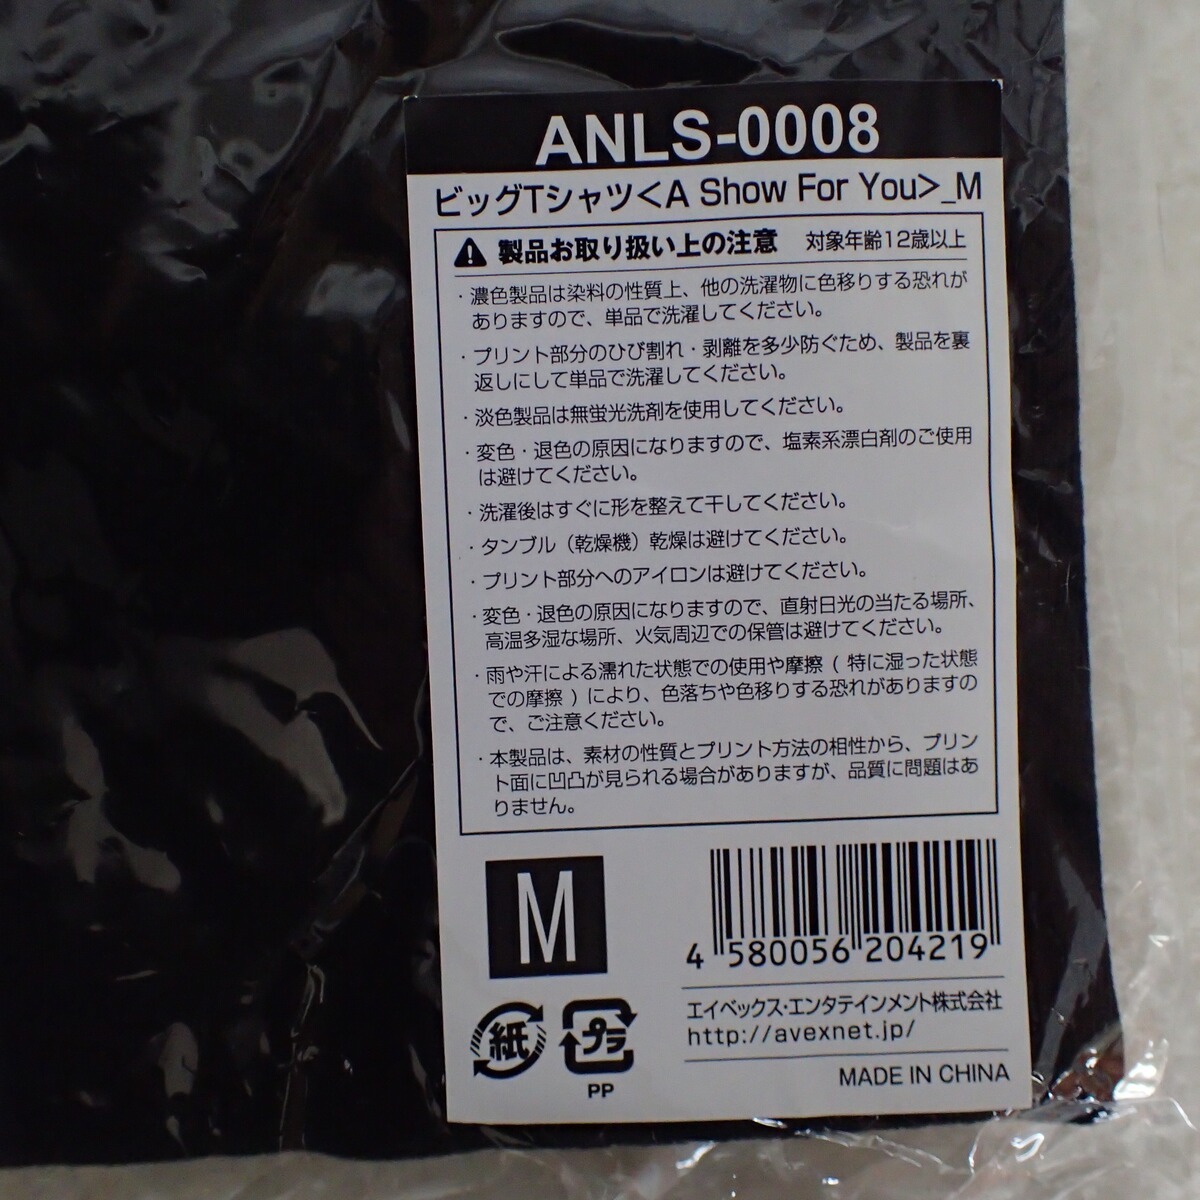 ANLS-0008
ビッグTシャツ<A Show For You>_M
製品お取り扱い上の注意 対象年齢12歳以上
・濃色製品は染料の性質上、他の洗濯物に色移りする恐れが
ありますので、単品で洗濯してください。
・プリント部分のひび割れ・剥離を多少防ぐため、製品を裏
返しにして単品で洗濯してください。
・淡色製品は無蛍光洗剤を使用してください。
・変色・退色の原因になりますので、塩素系漂白剤のご使用
は避けてください。
・洗濯後はすぐに形を整えて干してください。
・タンブル（乾燥機）乾燥は避けてください。
・プリント部分へのアイロンは避けてください。
・変色・退色の原因になりますので、直射日光の当たる場所、
高温多湿な場所、火気周辺での保管は避けてください。
・雨や汗による濡れた状態での使用や摩擦（特に湿った状態
での摩擦）により、色落ちや色移りする恐れがありますの
で、ご注意ください。
・本製品は、素材の性質とプリント方法の相性から、プリン
ト面に凹凸が見られる場合がありますが、品質に問題はあ
りません。
M
4 580056 204219
エイベックス・エンタテインメント株式会社
http://avexnet.jp/
紙 プラ
PP
MADE IN CHINA